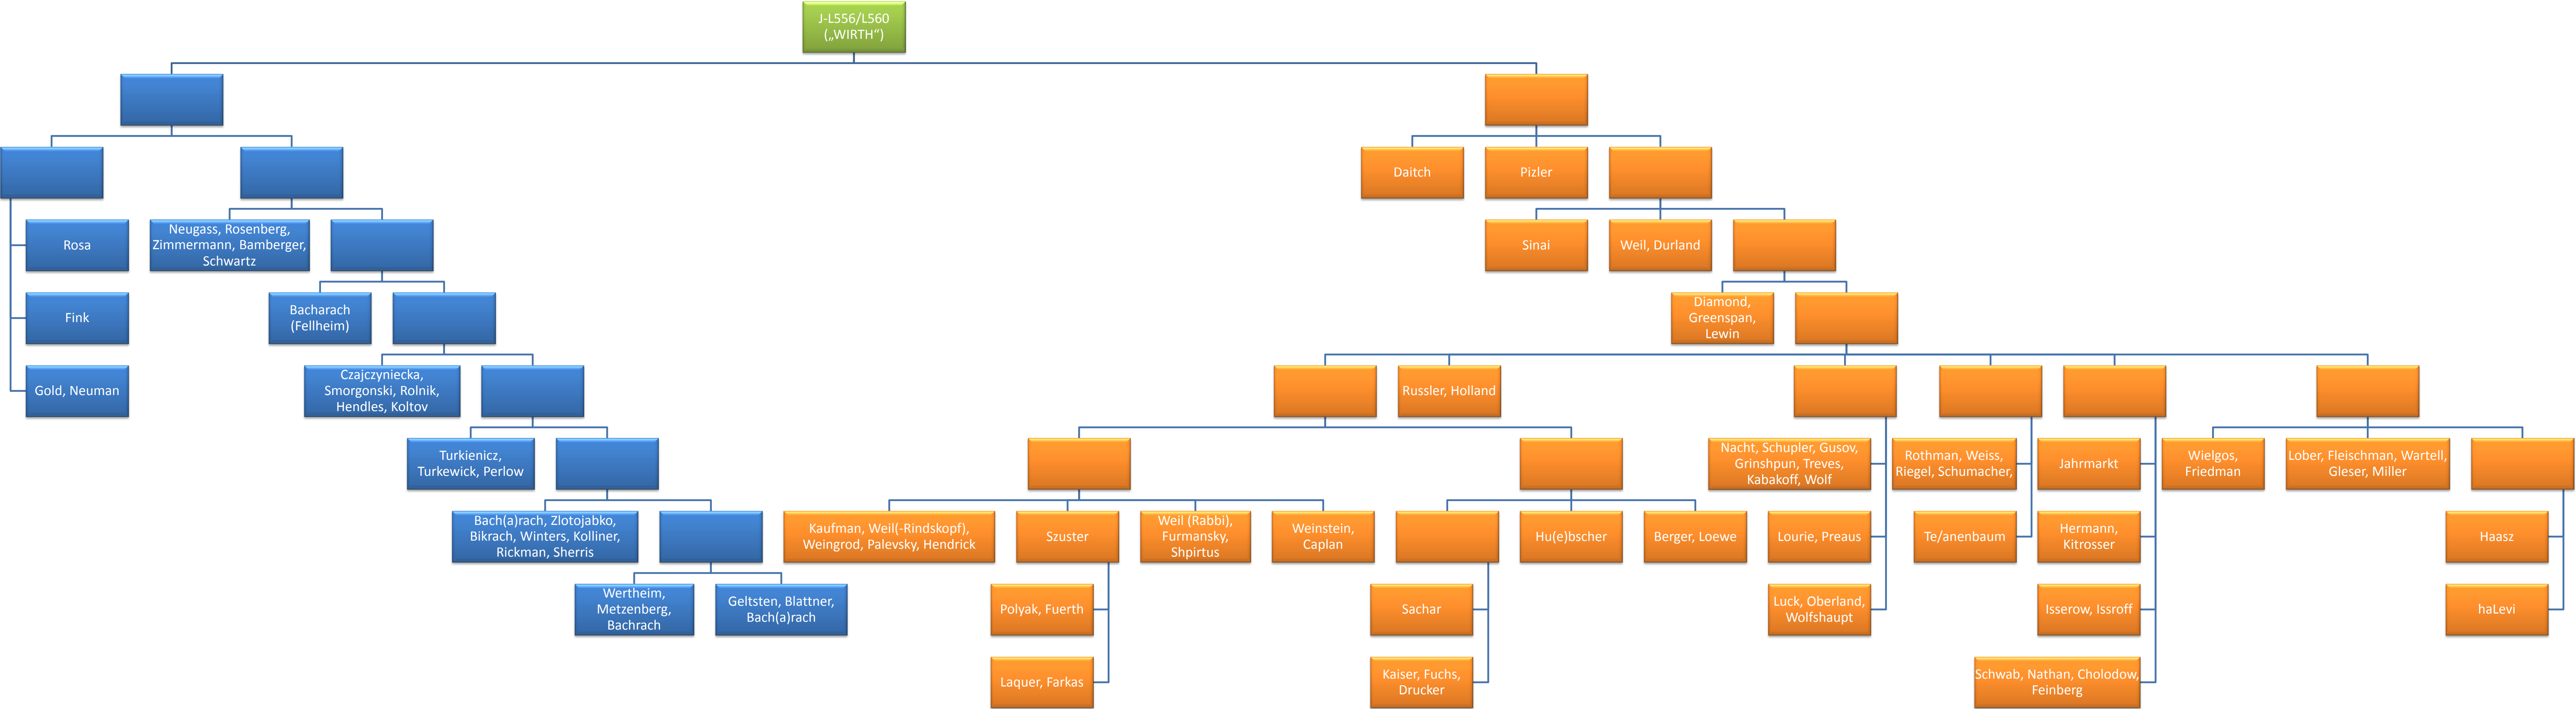 J-L556/L560
(„WIRTH“)
Daitch
Pizler
Rosa
Neugass, Rosenberg,
Zimmermann, Bamberger,
Schwartz
Sinai
Weil, Durland
Fink
Bacharach
(Fellheim)
Diamond,
Greenspan,
Lewin
Gold, Neuman
Czajczyniecka,
Smorgonski, Rolnik,
Hendles, Koltov
Russler, Holland
Turkienicz,
Turkewick, Perlow
Nacht, Schupler, Gusov,
Grinshpun, Treves,
Kabakoff, Wolf
Rothman, Weiss,
Riegel, Schumacher,
Jahrmarkt
Wielgos,
Friedman
Lober, Fleischman, Wartell,
Gleser, Miller
Bach(a)rach, Zlotojabko,
Bikrach, Winters, Kolliner,
Rickman, Sherris
Kaufman, Weil(-Rindskopf),
Weingrod, Palevsky, Hendrick
Szuster
Weil (Rabbi),
Furmansky,
Shpirtus
Weinstein,
Caplan
Hu(e)bscher
Berger, Loewe
Lourie, Preaus
Te/anenbaum
Hermann,
Kitrosser
Haasz
Wertheim,
Metzenberg,
Bachrach
Geltsten, Blattner,
Bach(a)rach
Polyak, Fuerth
Sachar
Luck, Oberland,
Wolfshaupt
Isserow, Issroff
haLevi
Laquer, Farkas
Kaiser, Fuchs,
Drucker
Schwab, Nathan, Cholodow,
Feinberg